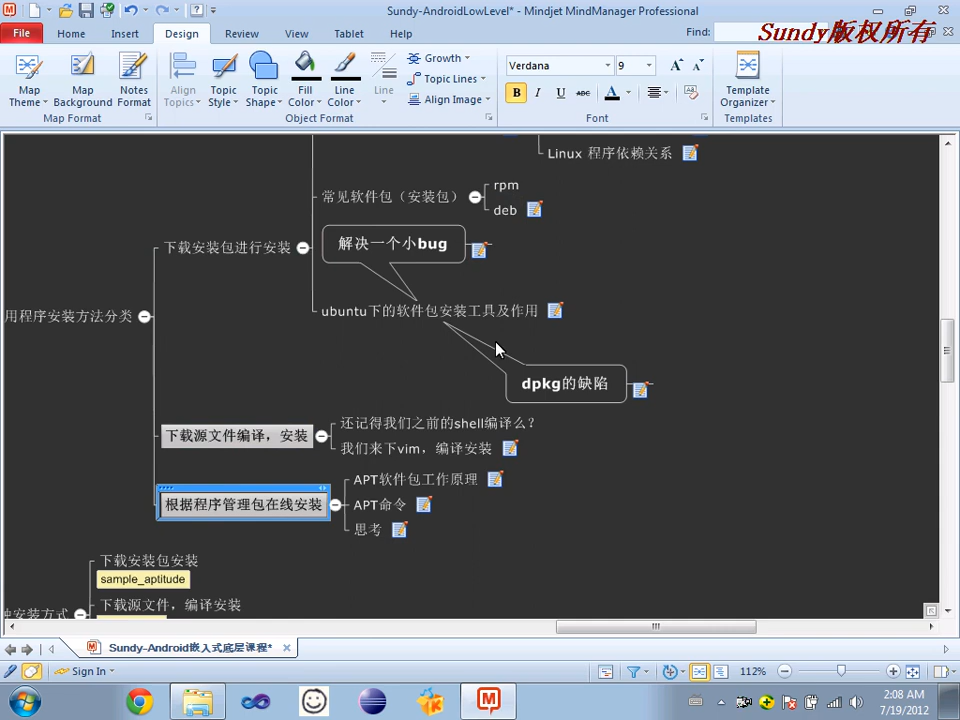 Sundy-AndroidLowLevel* - Mindjet MindManager Professional
File Home Insert Design Review View Tablet Help Find:
Sundy版权所有
Map Theme
Map Background
Notes Format
Align Topics
Topic Style
Topic Shape
Fill Color
Line Color
Line
Growth
Topic Lines
Align Image
Verdana 9
B I U ABC A
Template Organizer
Map Format Object Format Font Templates
Linux 程序依赖关系
常见软件包（安装包）
rpm
deb
下载安装包进行安装
解决一个小bug
用程序安装方法分类
ubuntu下的软件包安装工具及作用
dpkg的缺陷
下载源文件编译，安装
还记得我们之前的shell编译么?
我们来下vim，编译安装
根据程序管理包在线安装
APT软件包工作原理
APT命令
思考
下载安装包安装
sample_aptitude
下载源文件，编译安装
安装方式
Sundy-Android嵌入式底层课程*
Sign In 112%
2:08 AM
7/19/2012